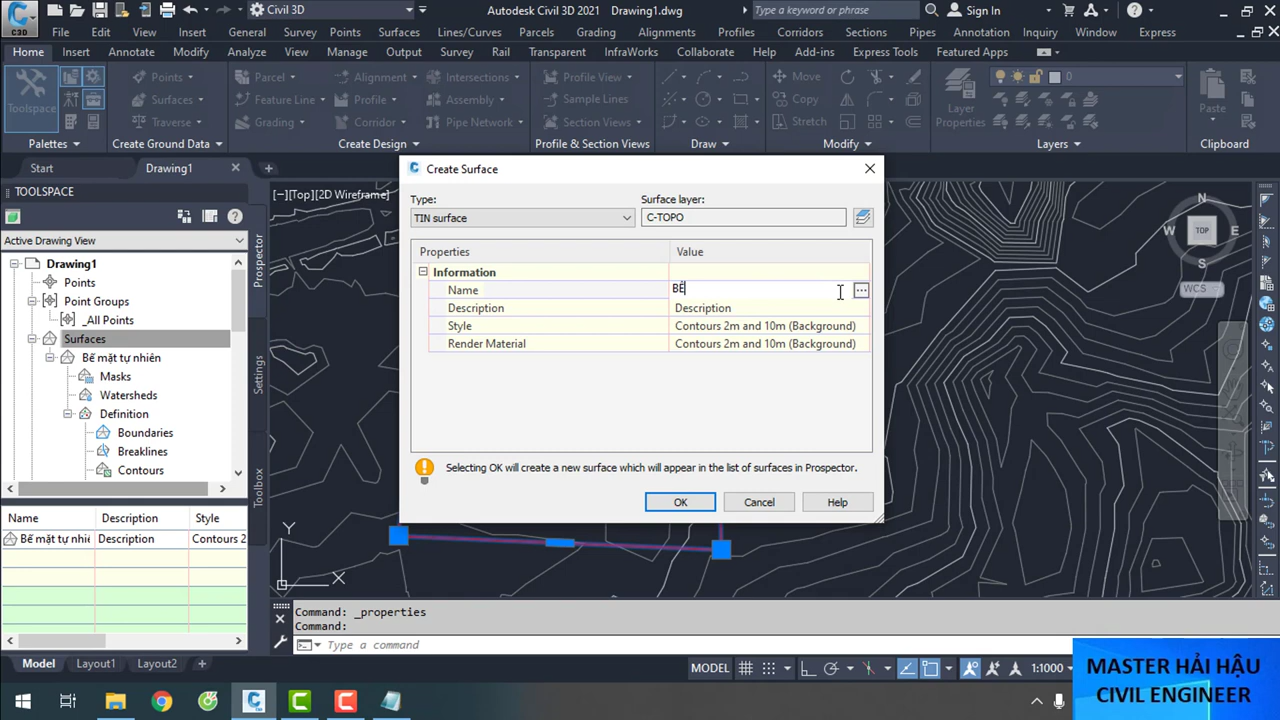 C3D
Civil 3D
Autodesk Civil 3D 2021 Drawing1.dwg
Type a keyword or phrase
Sign In
File Edit View Insert General Survey Points Surfaces Lines/Curves Parcels Grading Alignments Profiles Corridors Sections Pipes Annotation Inquiry Window Express
Home Insert Annotate Modify Analyze View Manage Output Survey Rail Transparent InfraWorks Collaborate Help Add-ins Express Tools Featured Apps
Toolspace
Points
Surfaces
Traverse
Parcel
Feature Line
Grading
Alignment
Profile
Corridor
Intersections
Assembly
Pipe Network
Profile View
Sample Lines
Section Views
Move
Copy
Stretch
Layer
Properties
0
Paste
Palettes Create Ground Data Create Design Profile & Section Views Draw Modify Layers Clipboard
Start Drawing1
TOOLSPACE
Active Drawing View
Drawing1
Points
Point Groups
_All Points
Surfaces
Bế mặt tự nhiên
Masks
Watersheds
Definition
Boundaries
Breaklines
Contours
Prospector
Settings
Toolbox
Name Description Style
Bế mặt tự nhiê Description Contours 2
[−][Top][2D Wireframe]
N
W TOP E
WCS
Create Surface
Type:
TIN surface
Surface layer:
C-TOPO
Properties Value
Information
Name BÊ
Description Description
Style Contours 2m and 10m (Background)
Render Material Contours 2m and 10m (Background)
Selecting OK will create a new surface which will appear in the list of surfaces in Prospector.
OK Cancel Help
Y
X
Command: _properties
Command:
Type a command
Model Layout1 Layout2
MODEL
1:1000
MASTER HẢI HẬU
CIVIL ENGINEER